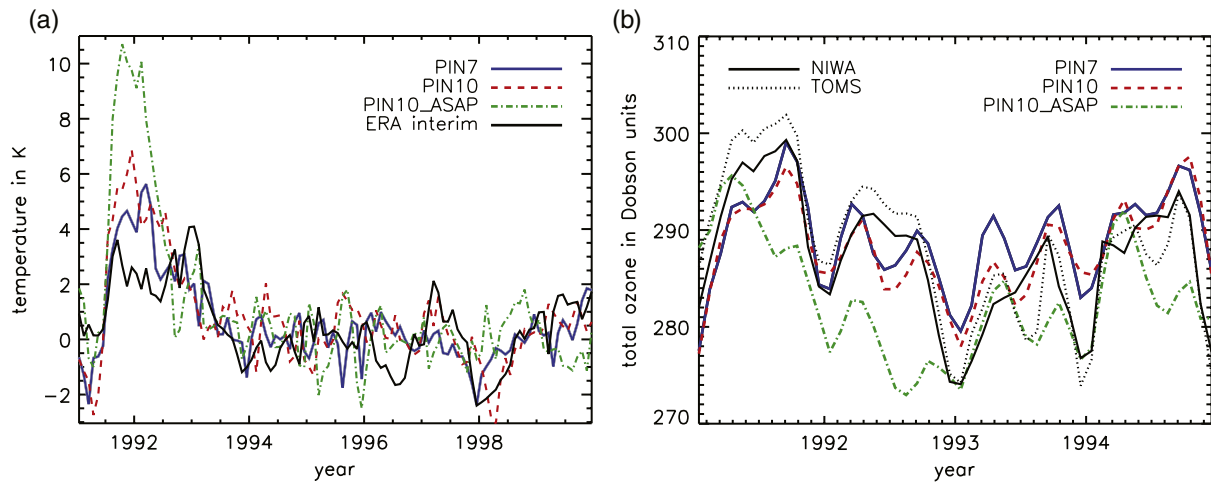 (a)
temperature in K
10
8
6
4
2
0
−2
1992
1994
1996
1998
year
PIN7
PIN10
PIN10_ASAP
ERA interim
(b)
total ozone in Dobson units
310
300
290
280
270
1992
1993
1994
year
NIWA
TOMS
PIN7
PIN10
PIN10_ASAP